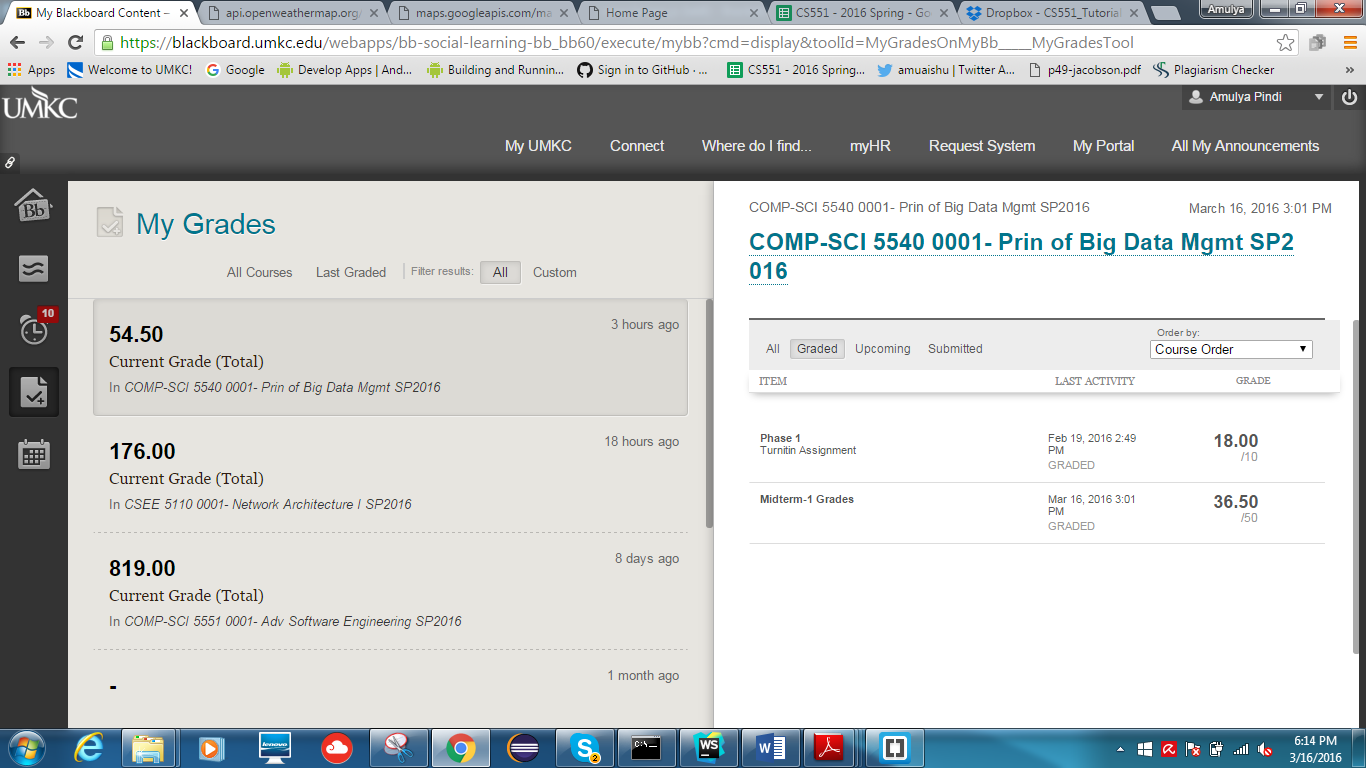 My Blackboard Content –
api.openweathermap.org/
maps.googleapis.com/ma
Home Page
CS551 - 2016 Spring - Go
Dropbox - CS551_Tutorial
Amulya
https://blackboard.umkc.edu/webapps/bb-social-learning-bb_bb60/execute/mybb?cmd=display&toolId=MyGradesOnMyBb_____MyGradesTool
Apps
Welcome to UMKC!
Google
Develop Apps | And...
Building and Runnin...
Sign in to GitHub · ...
CS551 - 2016 Spring...
amuaishu | Twitter A...
p49-jacobson.pdf
Plagiarism Checker
»
UMKC
Amulya Pindi
My UMKC
Connect
Where do I find...
myHR
Request System
My Portal
All My Announcements
Bb
10
My Grades
All Courses
Last Graded
Filter results:
All
Custom
54.50
3 hours ago
Current Grade (Total)
In COMP-SCI 5540 0001- Prin of Big Data Mgmt SP2016
176.00
18 hours ago
Current Grade (Total)
In CSEE 5110 0001- Network Architecture I SP2016
819.00
8 days ago
Current Grade (Total)
In COMP-SCI 5551 0001- Adv Software Engineering SP2016
-
1 month ago
COMP-SCI 5540 0001- Prin of Big Data Mgmt SP2016
March 16, 2016 3:01 PM
COMP-SCI 5540 0001- Prin of Big Data Mgmt SP2
016
All
Graded
Upcoming
Submitted
Order by:
Course Order
ITEM
LAST ACTIVITY
GRADE
Phase 1
Turnitin Assignment
Feb 19, 2016 2:49
PM
GRADED
18.00
/10
Midterm-1 Grades
Mar 16, 2016 3:01
PM
GRADED
36.50
/50
lenovo
S
2
C:\
WS
W
6:14 PM
3/16/2016